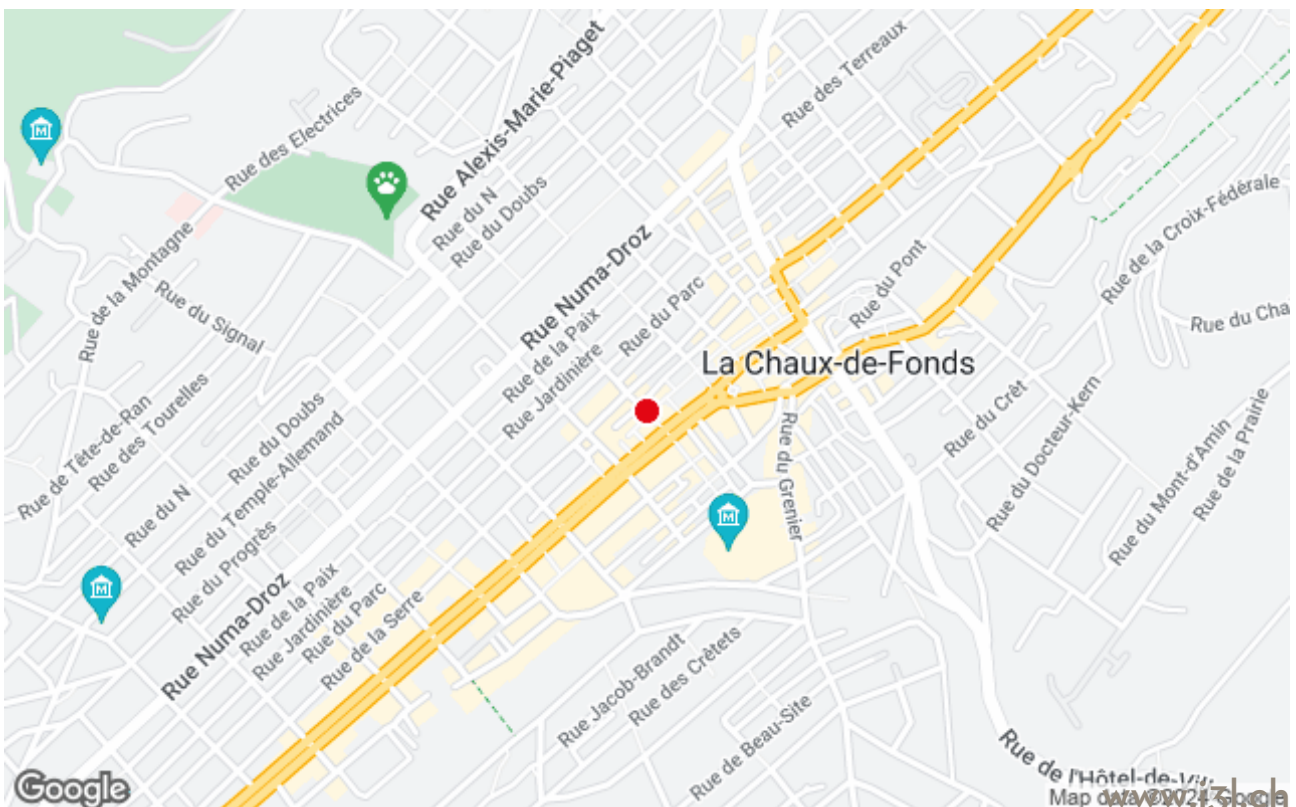 Rue des Terreaux
Rue Alexis-Marie-Piaget
Rue des Electrices
Rue du N
Rue du Doubs
Rue de la Croix-Fédérale
Rue de la Montagne
Rue Numa-Droz
Rue du Parc
Rue du Pont
Rue du Signal
Rue de la Paix
Rue du Cha
Rue Jardinière
La Chaux-de-Fonds
Rue de Tête-de-Ran
Rue des Tourelles
Rue du Doubs
Rue du Temple-Allemand
Rue du Crêt
Rue du Docteur-Kern
Rue du Mont-d'Amin
Rue de la Prairie
Rue du Grenier
Rue du N
Rue du Progrès
Rue Numa-Droz
Rue de la Paix
Rue Jardinière
Rue du Parc
Rue de la Serre
Rue Jacob-Brandt
Rue des Crêtets
Rue de Beau-Site
Rue de l'Hôtel-de-Vil
Google
Map data ©2024 Google